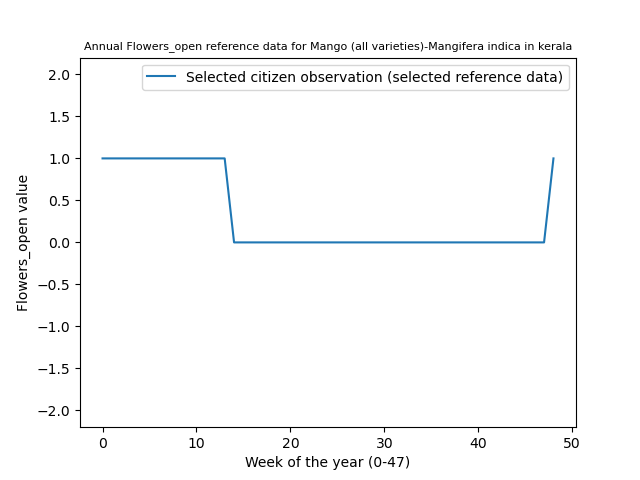 Annual Flowers_open reference data for Mango (all varieties)-Mangifera indica in kerala
Selected citizen observation (selected reference data)
2.0
1.5
1.0
0.5
0.0
−0.5
−1.0
−1.5
−2.0
Flowers_open value
0 10 20 30 40 50
Week of the year (0-47)